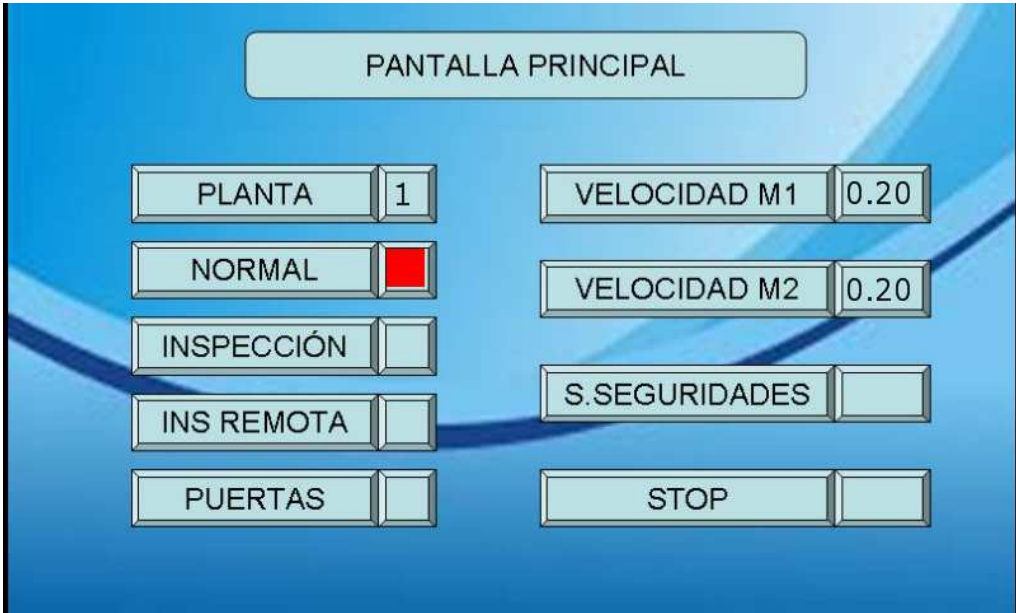 PANTALLA PRINCIPAL
PLANTA 1
NORMAL
INSPECCIÓN
INS REMOTA
PUERTAS
VELOCIDAD M1 0.20
VELOCIDAD M2 0.20
S.SEGURIDADES
STOP